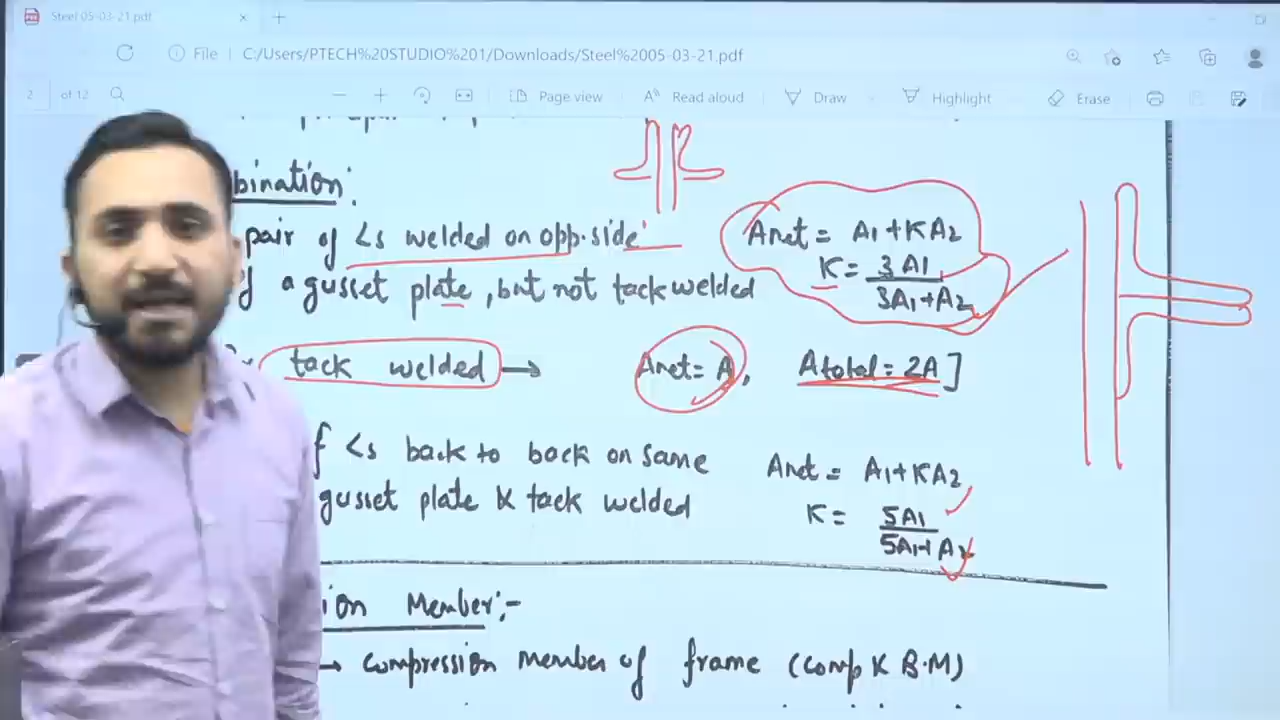 Steel 05-03-21.pdf
File C:/Users/PTECH%20STUDIO%201/Downloads/Steel%2005-03-21.pdf
2 of 12 Page view Read aloud Draw Highlight Erase
bination:
pair of ∠s welded on opp. side
a gusset plate, but not tack welded
Anet = A1 + KA2
K = 3A1 / 3A1 + A2
tack welded → Anet = A, Atotal = 2A]
∠s back to back on same
gusset plate & tack welded
Anet = A1 + KA2
K = 5A1 / 5A1 + A2
ion Member:-
→ compression member of frame (comp & B.M)